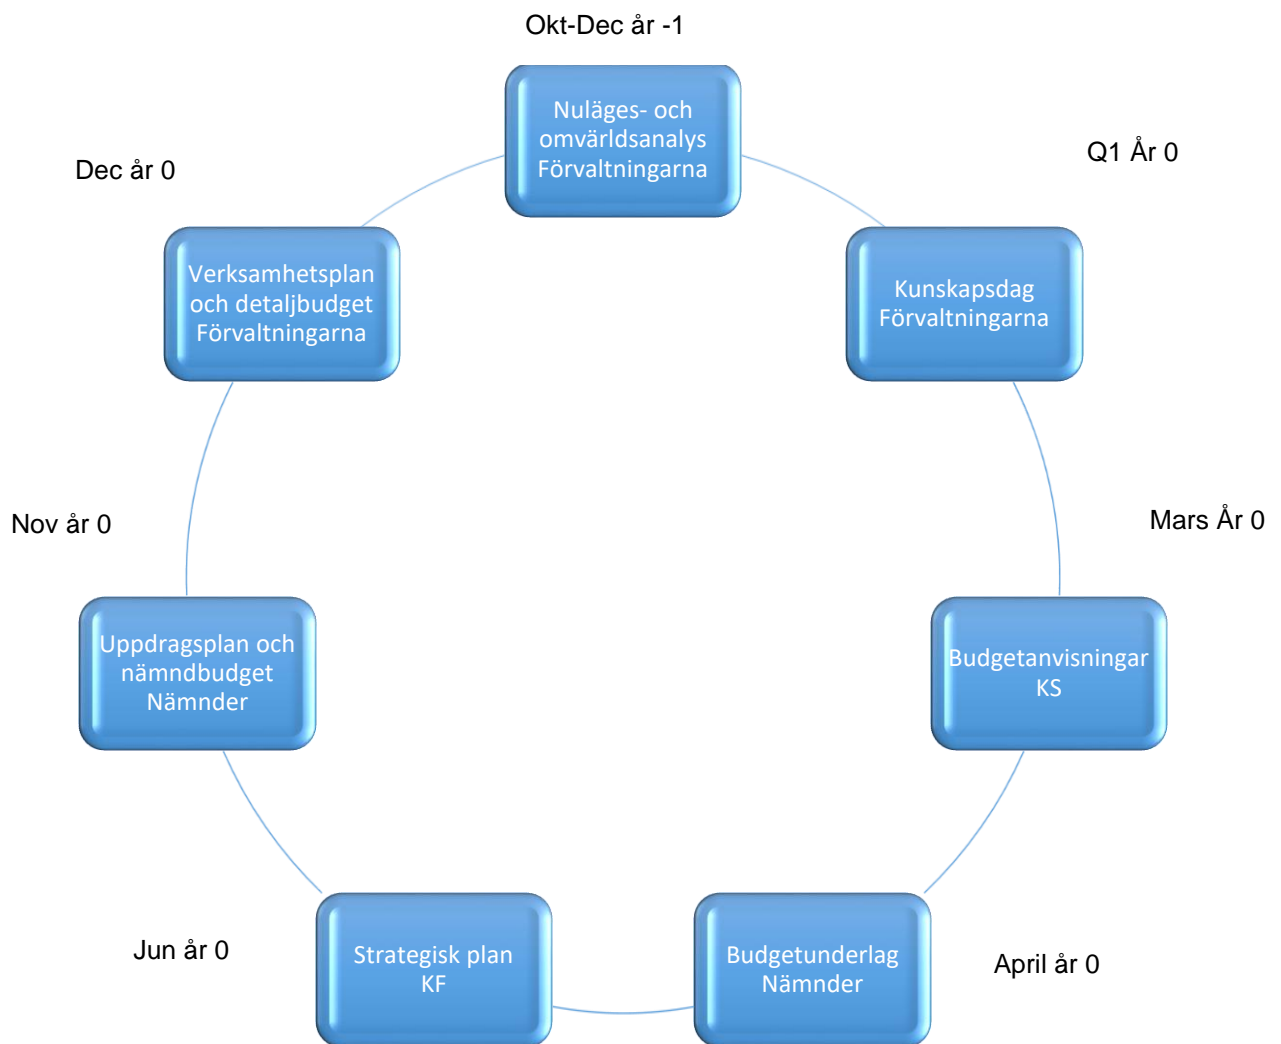 Okt-Dec år -1
Nuläges- och
omvärldsanalys
Förvaltningarna
Q1 År 0
Kunskapsdag
Förvaltningarna
Mars År 0
Budgetanvisningar
KS
April år 0
Budgetunderlag
Nämnder
Jun år 0
Strategisk plan
KF
Nov år 0
Uppdragsplan och
nämndbudget
Nämnder
Dec år 0
Verksamhetsplan
och detaljbudget
Förvaltningarna